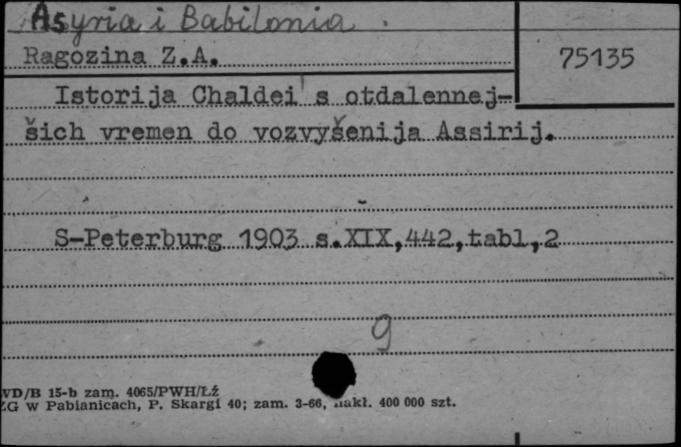 Asyria i Babilonia
Ragozina Z.A.
75135
Istorija Chaldei s otdalennej-
šich vremen do vozvyšenija Assirij.
S-Peterburg 1903 s.XIX,442,tabl,2
9
WD/B 15-b zam. 4065/PWH/Łź
ZG w Pabianicach, P. Skargi 40; zam. 3-66, nakł. 400 000 szt.